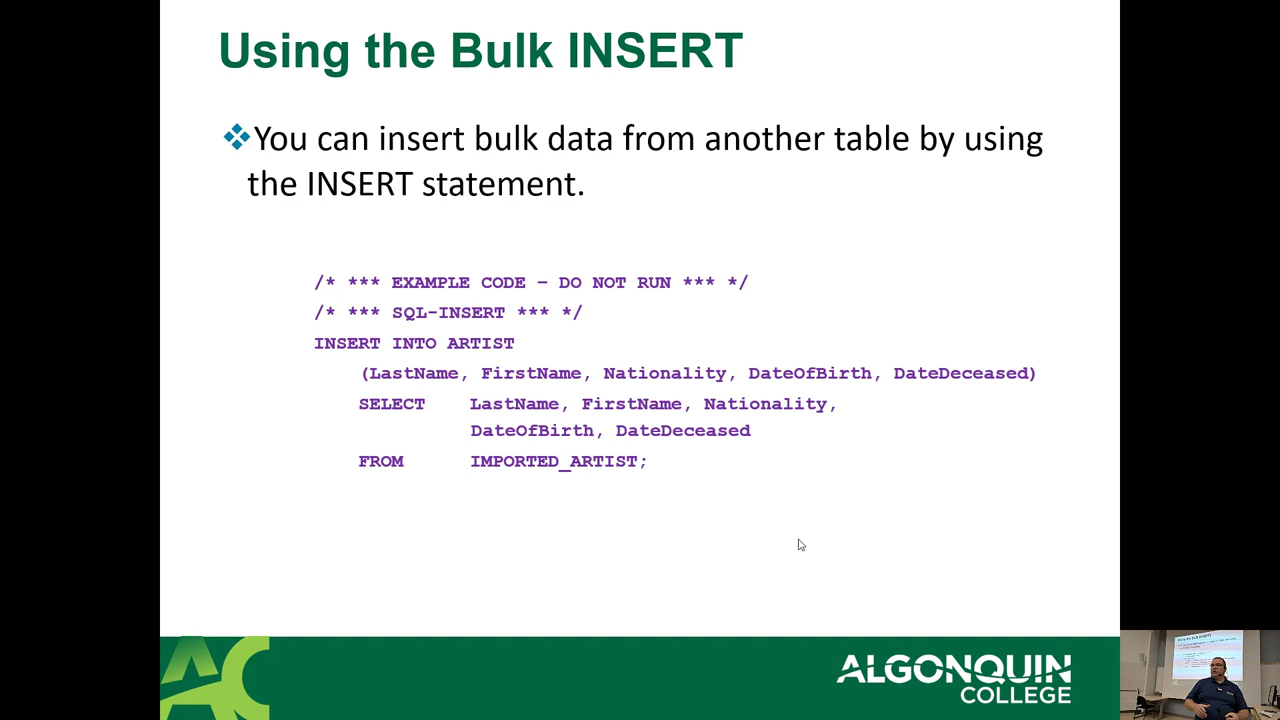 Using the Bulk INSERT
You can insert bulk data from another table by using
the INSERT statement.
/* *** EXAMPLE CODE – DO NOT RUN *** */
/* *** SQL-INSERT *** */
INSERT INTO ARTIST
(LastName, FirstName, Nationality, DateOfBirth, DateDeceased)
SELECT LastName, FirstName, Nationality,
DateOfBirth, DateDeceased
FROM IMPORTED_ARTIST;
AC
ALGONQUIN
COLLEGE